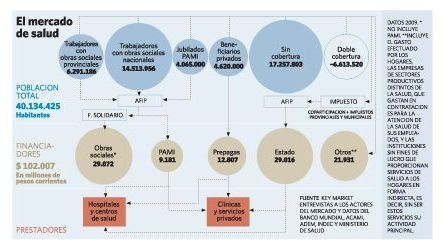 El mercado
de salud
Trabajadores
con obras sociales
provinciales
6.291.186
Trabajadores
con obras sociales
nacionales
14.513.956
Jubilados
PAMI
4.065.000
Bene-
ficiarios
privados
4.620.000
Sin
cobertura
17.257.803
Doble
cobertura
-6.613.520
POBLACION
TOTAL
40.134.425
Habitantes
AFIP
AFIP
IMPUESTO
COPARTICIPACION + IMPUESTOS
PROVINCIALES Y MUNICIPALES
F. SOLIDARIO
FINANCIA-
DORES
$ 102.007
En millones de
pesos corrientes
Obras
sociales*
29.072
PAMI
9.181
Prepagas
12.807
Estado
29.016
Otros**
21.931
PRESTADORES
Hospitales
y centros
de salud
Clínicas
y servicios
privados
FUENTE KEY MARKET
ENTREVISTAS A LOS ACTORES
DEL MERCADO Y DATOS DEL
BANCO MUNDIAL, ACAMI,
ADEMI, INDEC Y MINISTERIO
DE SALUD
DATOS 2009. *
NO INCLUYE
PAMI. **INCLUYE
EL GASTO
EFECTUADO
POR LOS
HOGARES,
LAS EMPRESAS
DE SECTORES
PRODUCTIVOS
DISTINTOS DE
LA SALUD, QUE
GASTAN EN
CONTRATACION
ES PARA LA
ATENCION DE
LA SALUD DE
SUS EMPLEA-
DOS, Y LAS
INSTITUCIONES
SIN FINES DE
LUCRO QUE
PROPORCIONAN
SERVICIOS DE
SALUD A LOS
HOGARES EN
FORMA
INDIRECTA, ES
DECIR, SIN SER
ESTOS
SERVICIOS SU
ACTIVIDAD
PRINCIPAL.